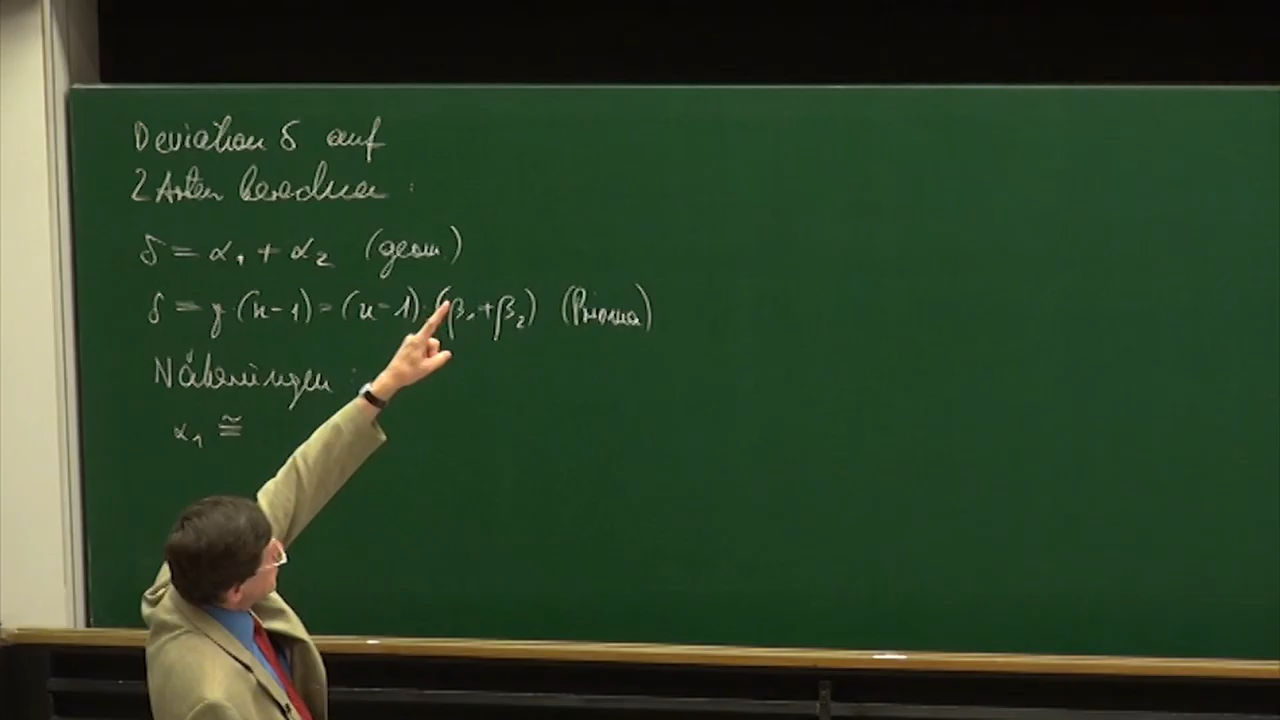 Deviation δ auf
2 Arten berechnen :
δ = α₁ + α₂ (geom)
δ = γ (n-1) = (n-1) · (β₁+β₂) (Prisma)
Näherungen :
α₁ ≅